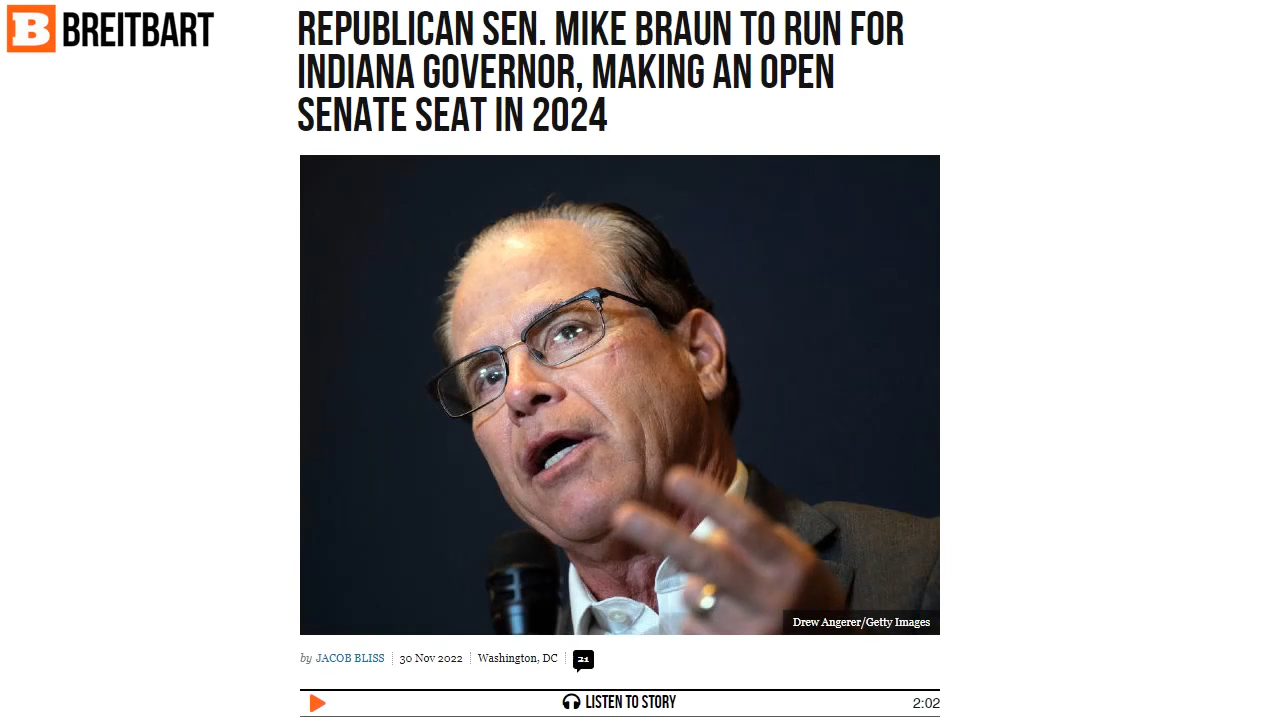 B BREITBART
REPUBLICAN SEN. MIKE BRAUN TO RUN FOR
INDIANA GOVERNOR, MAKING AN OPEN
SENATE SEAT IN 2024
Drew Angerer/Getty Images
by JACOB BLISS 30 Nov 2022 Washington, DC 21
LISTEN TO STORY 2:02